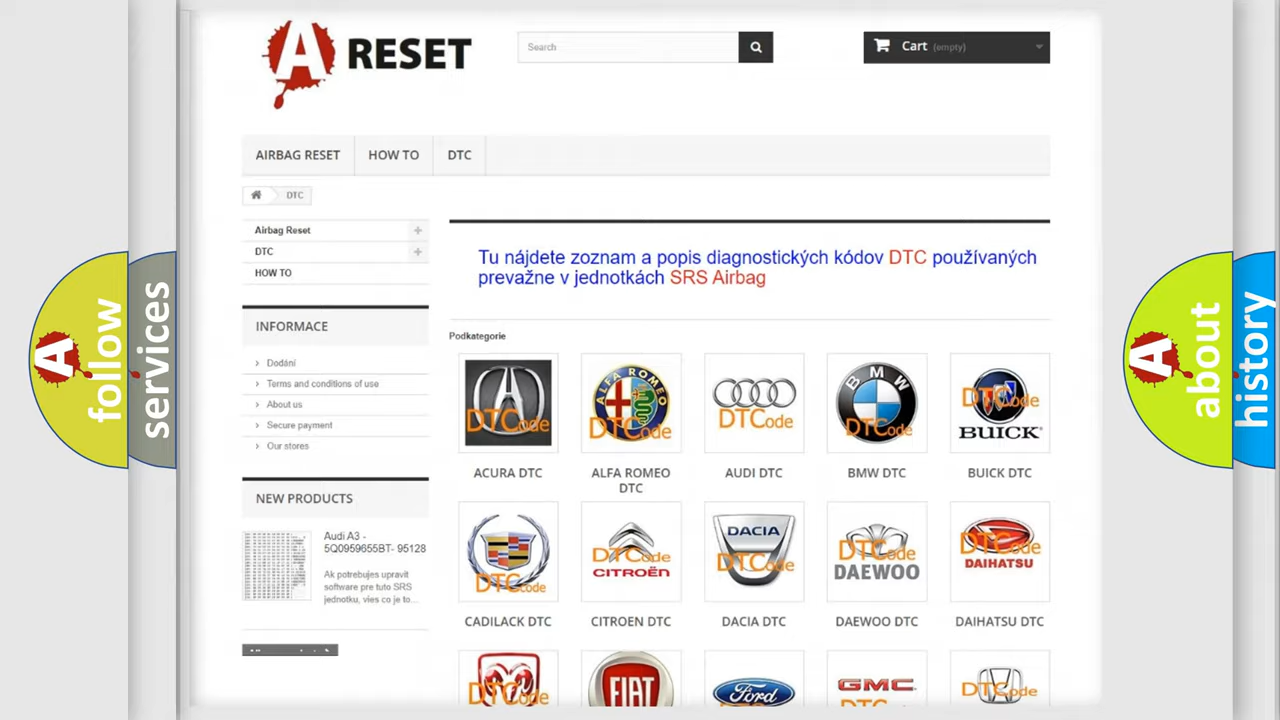 A RESET
Search
Cart (empty)
AIRBAG RESET
HOW TO
DTC
DTC
Airbag Reset
DTC
HOW TO
INFORMACE
Dodání
Terms and conditions of use
About us
Secure payment
Our stores
NEW PRODUCTS
Audi A3 -
5Q0959655BT- 95128
Ak potrebujes upravit
software pre tuto SRS
jednotku, vies co je to...
Tu nájdete zoznam a popis diagnostických kódov DTC používaných
prevažne v jednotkách SRS Airbag
Podkategorie
DTCode
ALFA ROMEO
DTCode
DTCode
BMW
DTCode
DTCode
BUICK
ACURA DTC
ALFA ROMEO
DTC
AUDI DTC
BMW DTC
BUICK DTC
DTCode
DTCode
CITROËN
DACIA
DTCode
DTCode
DAEWOO
DTCode
DAIHATSU
CADILACK DTC
CITROEN DTC
DACIA DTC
DAEWOO DTC
DAIHATSU DTC
DTCode
FIAT
Ford
GMC
DTCode
A follow
services
A about
history